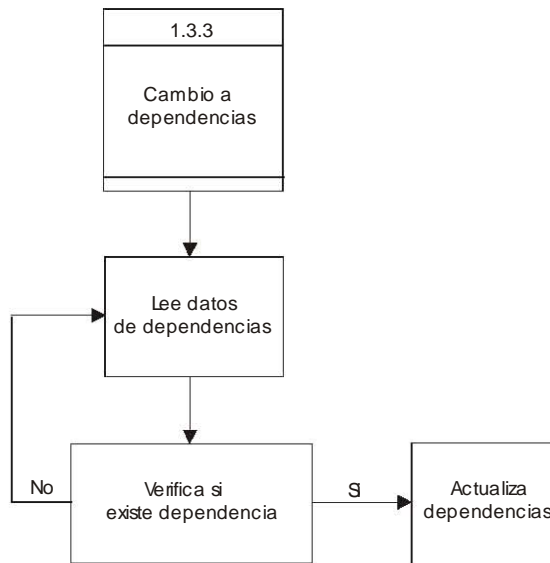 1.3.3
Cambio a
dependencias
Lee datos
de dependencias
No
Verifica si
existe dependencia
Si
Actualiza
dependencias